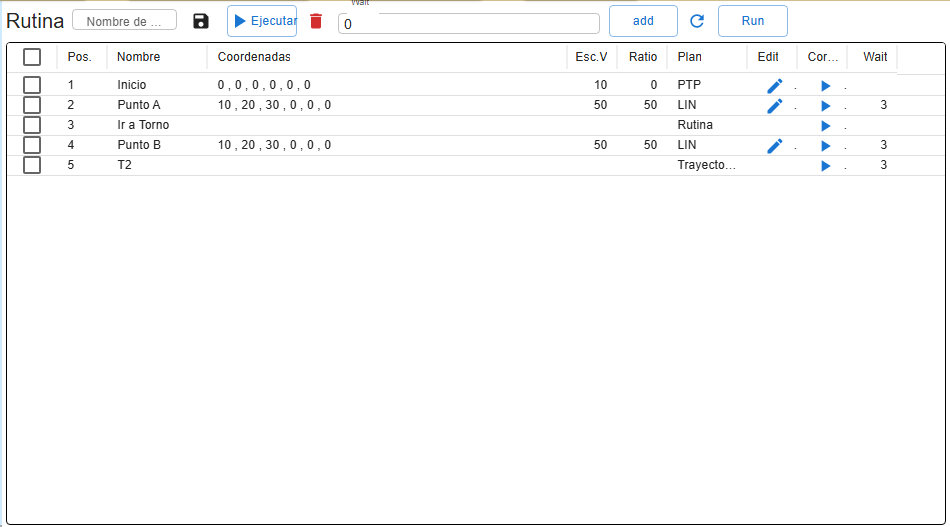 Wait
Rutina Nombre de ... Ejecutar 0 add Run
Pos. Nombre Coordenadas Esc.V Ratio Plan Edit Cor... Wait
1 Inicio 0 , 0 , 0 , 0 , 0 , 0 10 0 PTP . .
2 Punto A 10 , 20 , 30 , 0 , 0 , 0 50 50 LIN . . 3
3 Ir a Torno Rutina .
4 Punto B 10 , 20 , 30 , 0 , 0 , 0 50 50 LIN . . 3
5 T2 Trayecto... . 3